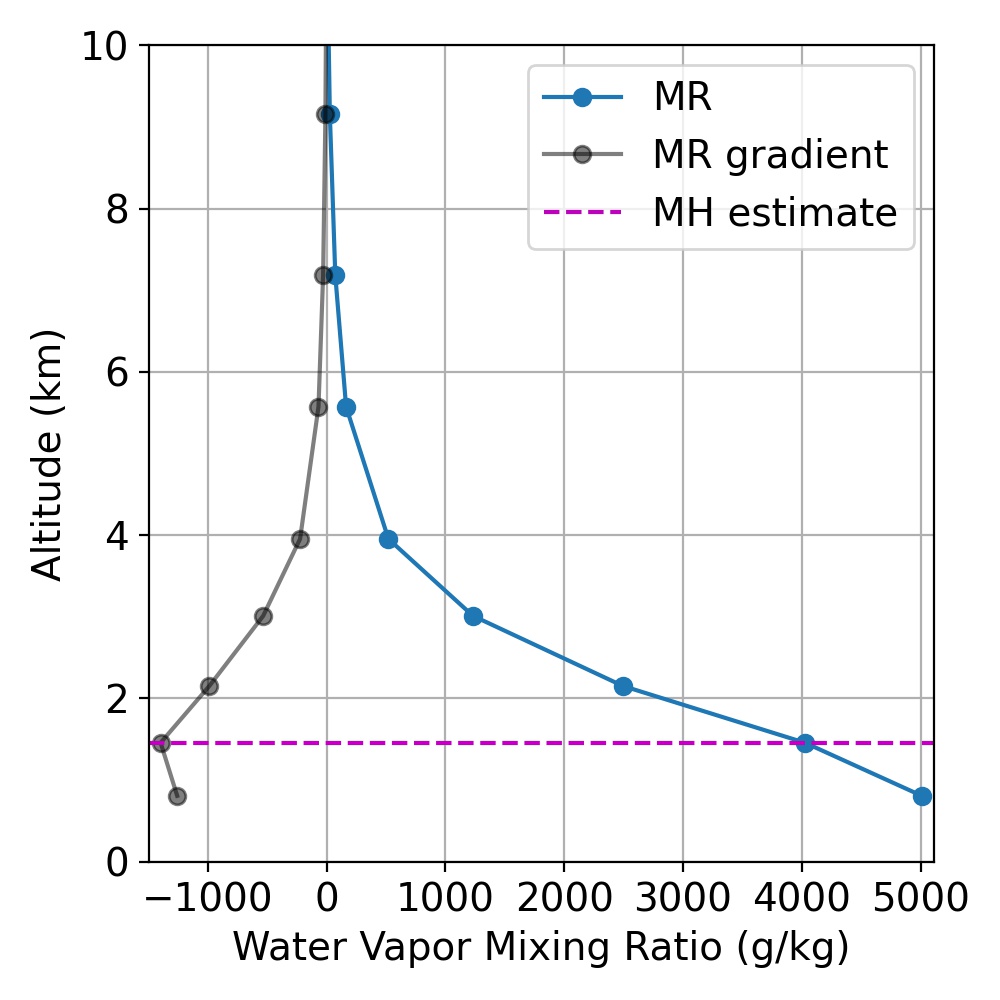 10
8
6
4
2
0
Altitude (km)
MR
MR gradient
MH estimate
−1000 0 1000 2000 3000 4000 5000
Water Vapor Mixing Ratio (g/kg)